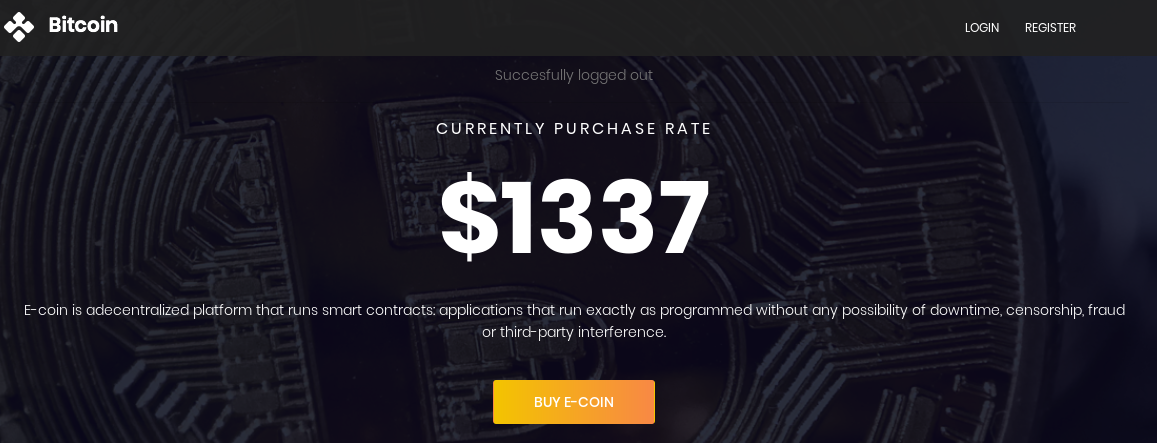 Bitcoin
LOGIN REGISTER
Succesfully logged out
CURRENTLY PURCHASE RATE
$1337
E-coin is adecentralized platform that runs smart contracts: applications that run exactly as programmed without any possibility of downtime, censorship, fraud
or third-party interference.
BUY E-COIN